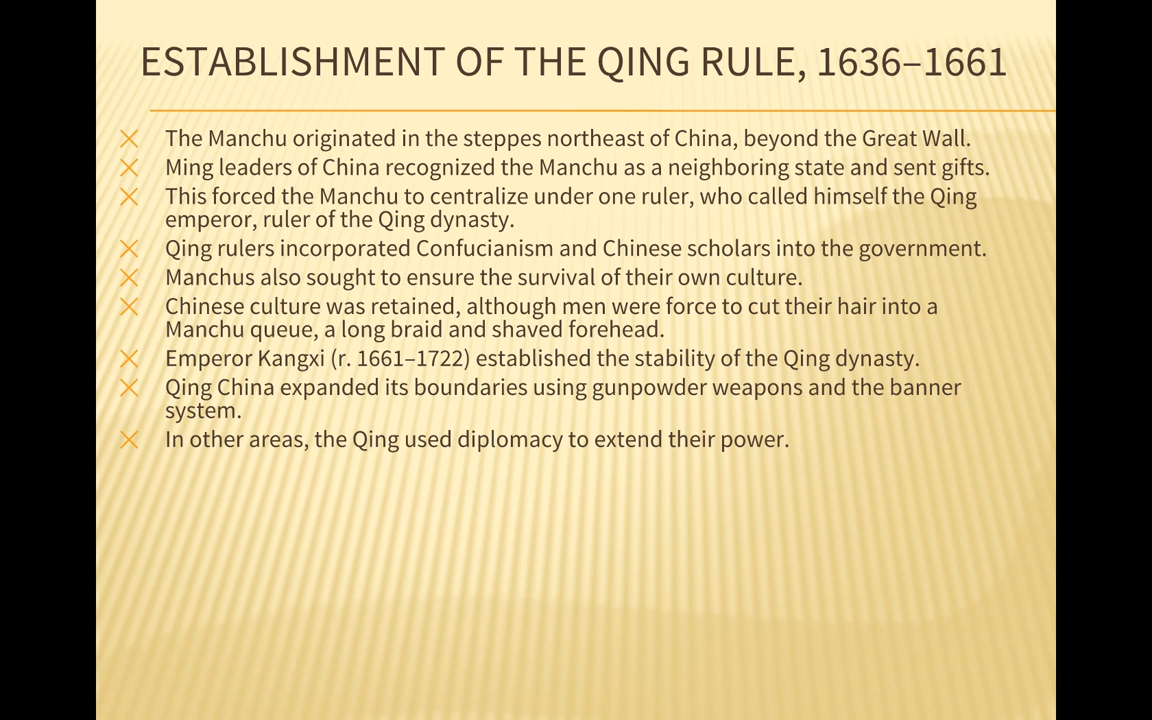 ESTABLISHMENT OF THE QING RULE, 1636–1661
The Manchu originated in the steppes northeast of China, beyond the Great Wall.
Ming leaders of China recognized the Manchu as a neighboring state and sent gifts.
This forced the Manchu to centralize under one ruler, who called himself the Qing
emperor, ruler of the Qing dynasty.
Qing rulers incorporated Confucianism and Chinese scholars into the government.
Manchus also sought to ensure the survival of their own culture.
Chinese culture was retained, although men were force to cut their hair into a
Manchu queue, a long braid and shaved forehead.
Emperor Kangxi (r. 1661–1722) established the stability of the Qing dynasty.
Qing China expanded its boundaries using gunpowder weapons and the banner
system.
In other areas, the Qing used diplomacy to extend their power.